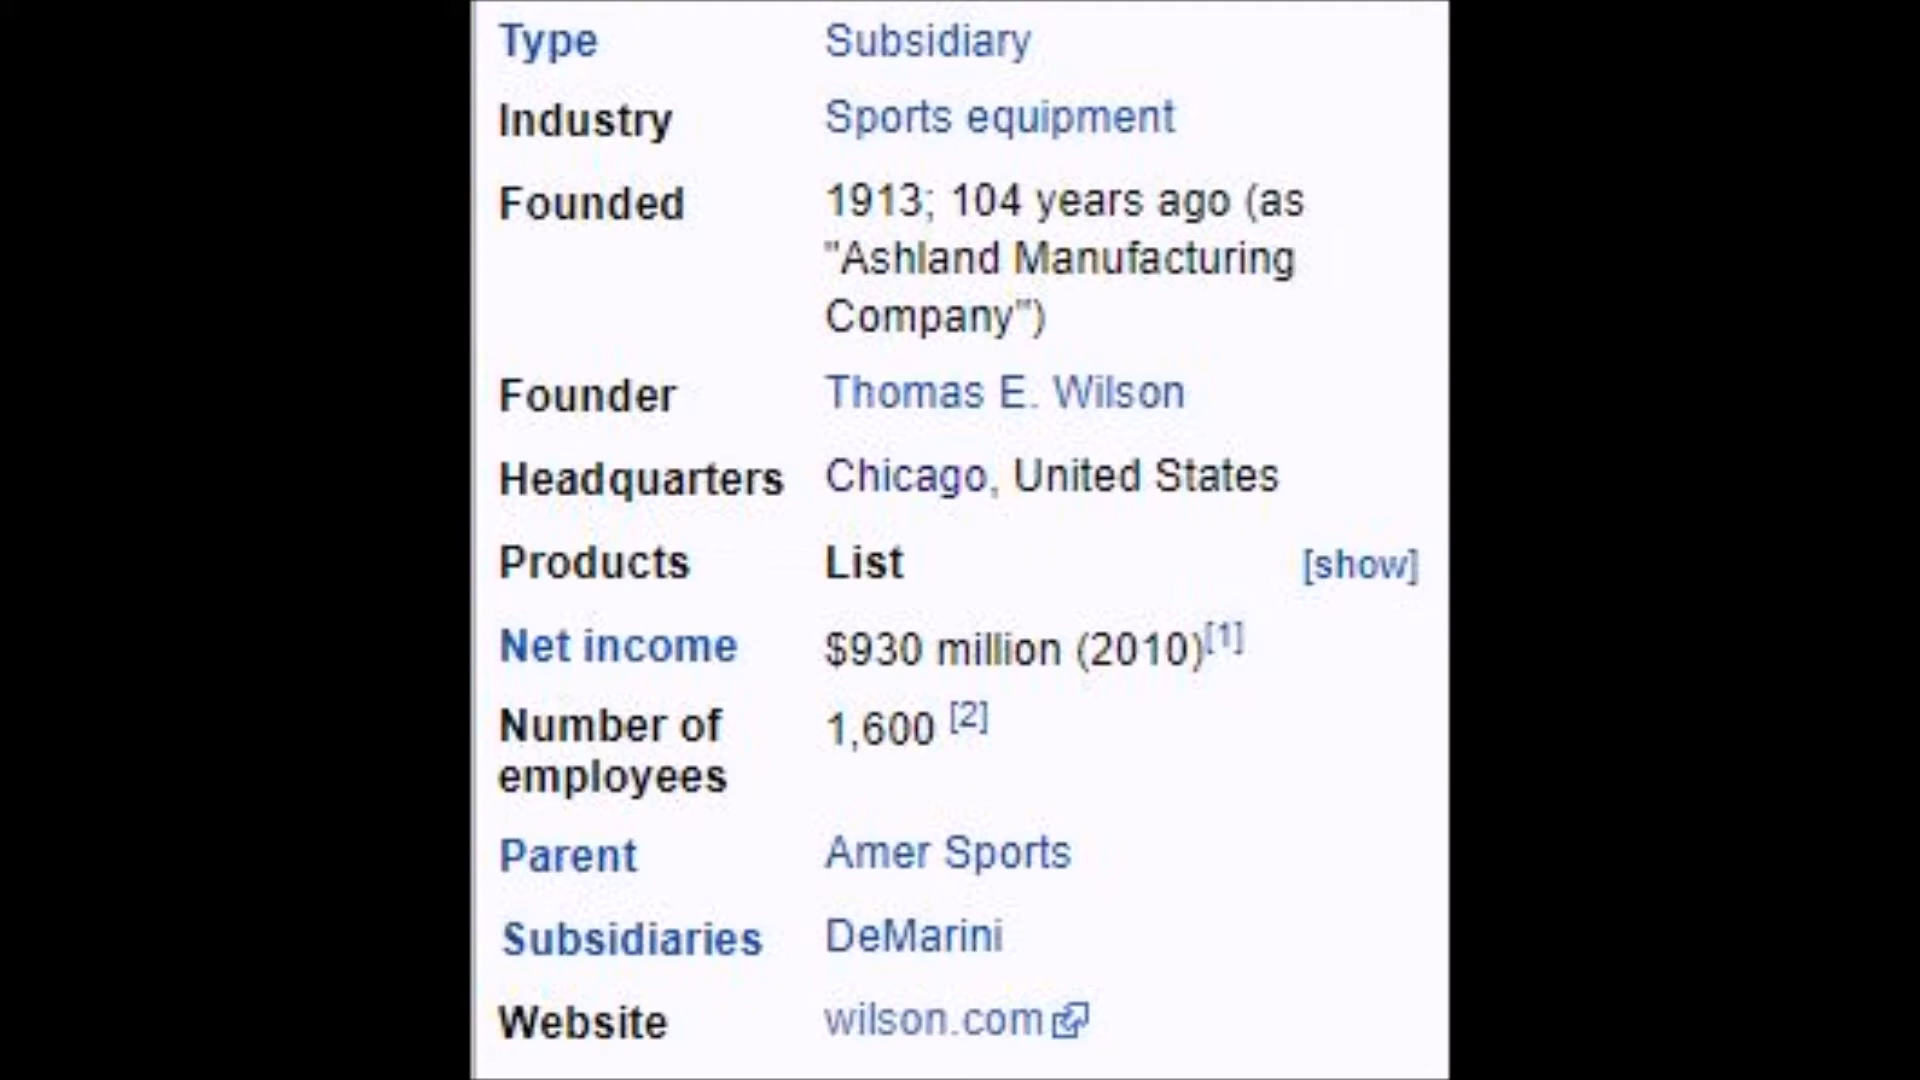 Type Subsidiary
Industry Sports equipment
Founded 1913; 104 years ago (as
"Ashland Manufacturing
Company")
Founder Thomas E. Wilson
Headquarters Chicago, United States
Products List [show]
Net income $930 million (2010)[1]
Number of 1,600 [2]
employees
Parent Amer Sports
Subsidiaries DeMarini
Website wilson.com